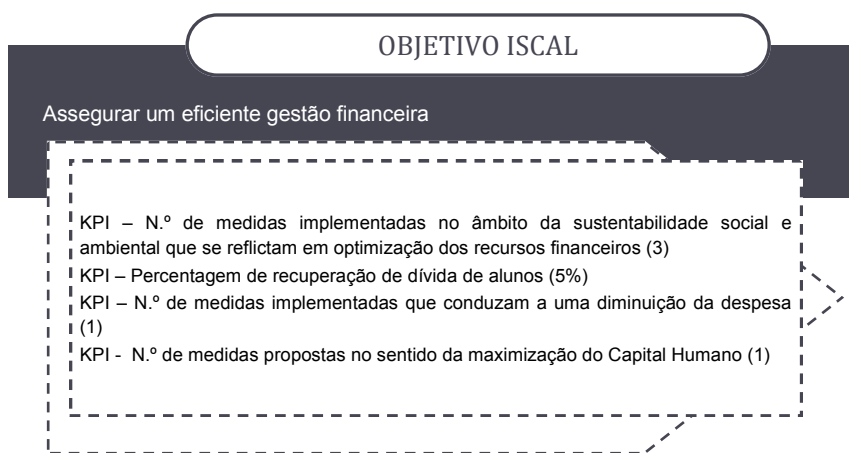 OBJETIVO ISCAL
Assegurar um eficiente gestão financeira
KPI – N.º de medidas implementadas no âmbito da sustentabilidade social e
ambiental que se reflictam em optimização dos recursos financeiros (3)
KPI – Percentagem de recuperação de dívida de alunos (5%)
KPI – N.º de medidas implementadas que conduzam a uma diminuição da despesa
(1)
KPI - N.º de medidas propostas no sentido da maximização do Capital Humano (1)